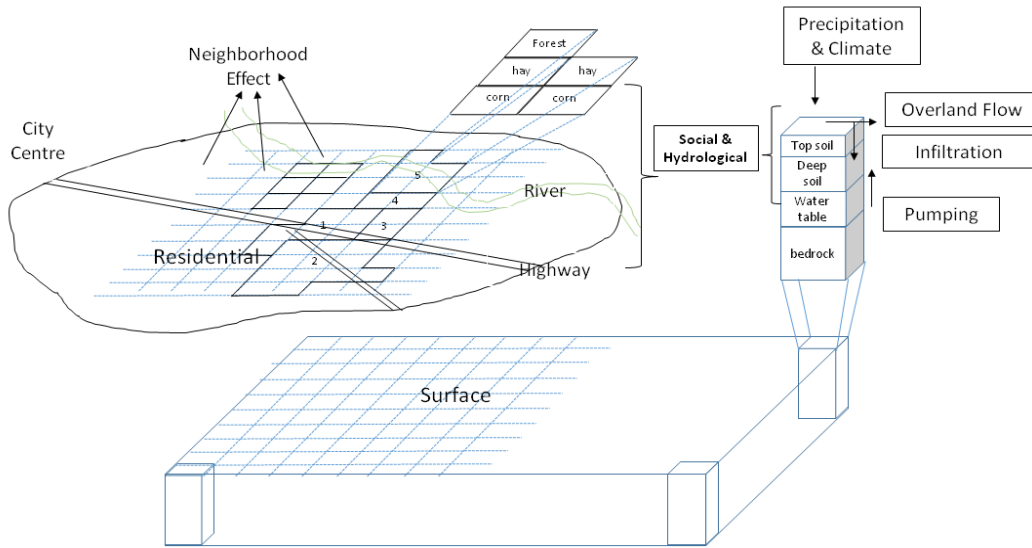 Neighborhood
Effect
City
Centre
Forest
hay
hay
corn
corn
5
4
River
1
3
Residential
2
Highway
Social &
Hydrological
Precipitation
& Climate
Overland Flow
Top soil
Infiltration
Deep
soil
Water
table
Pumping
bedrock
Surface